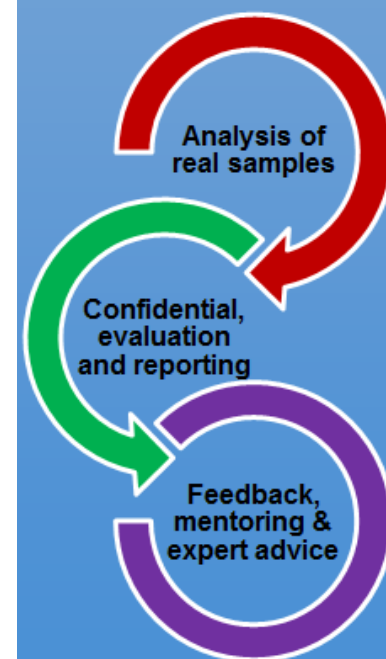 Analysis of
real samples
Confidential,
evaluation
and reporting
Feedback,
mentoring &
expert advice